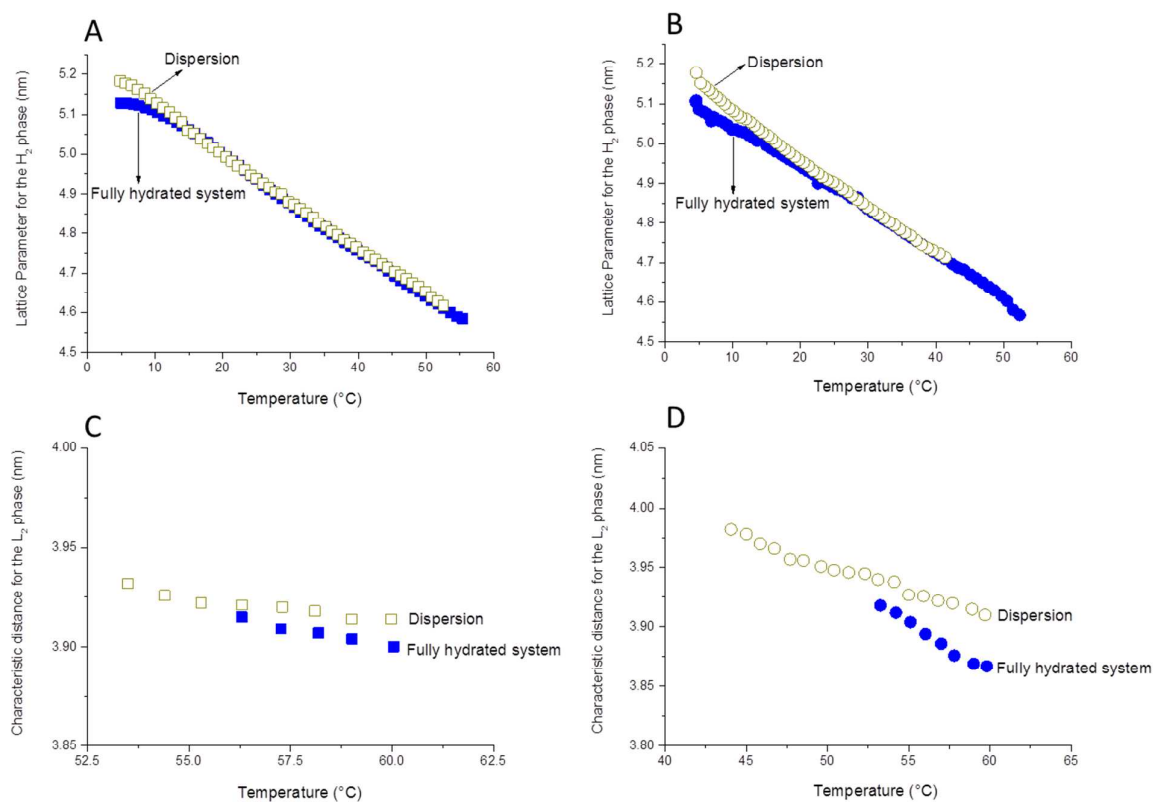 A
Lattice Parameter for the H₂ phase (nm)
5.2
5.1
5.0
4.9
4.8
4.7
4.6
4.5
Dispersion
Fully hydrated system
0 10 20 30 40 50 60
Temperature (°C)
B
Lattice Parameter for the H₂ phase (nm)
5.2
5.1
5.0
4.9
4.8
4.7
4.6
4.5
Dispersion
Fully hydrated system
0 10 20 30 40 50 60
Temperature (°C)
C
Characteristic distance for the L₂ phase (nm)
4.00
3.95
3.90
3.85
Dispersion
Fully hydrated system
52.5 55.0 57.5 60.0 62.5
Temperature (°C)
D
Characteristic distance for the L₂ phase (nm)
4.05
4.00
3.95
3.90
3.85
3.80
Dispersion
Fully hydrated system
40 45 50 55 60 65
Temperature (°C)